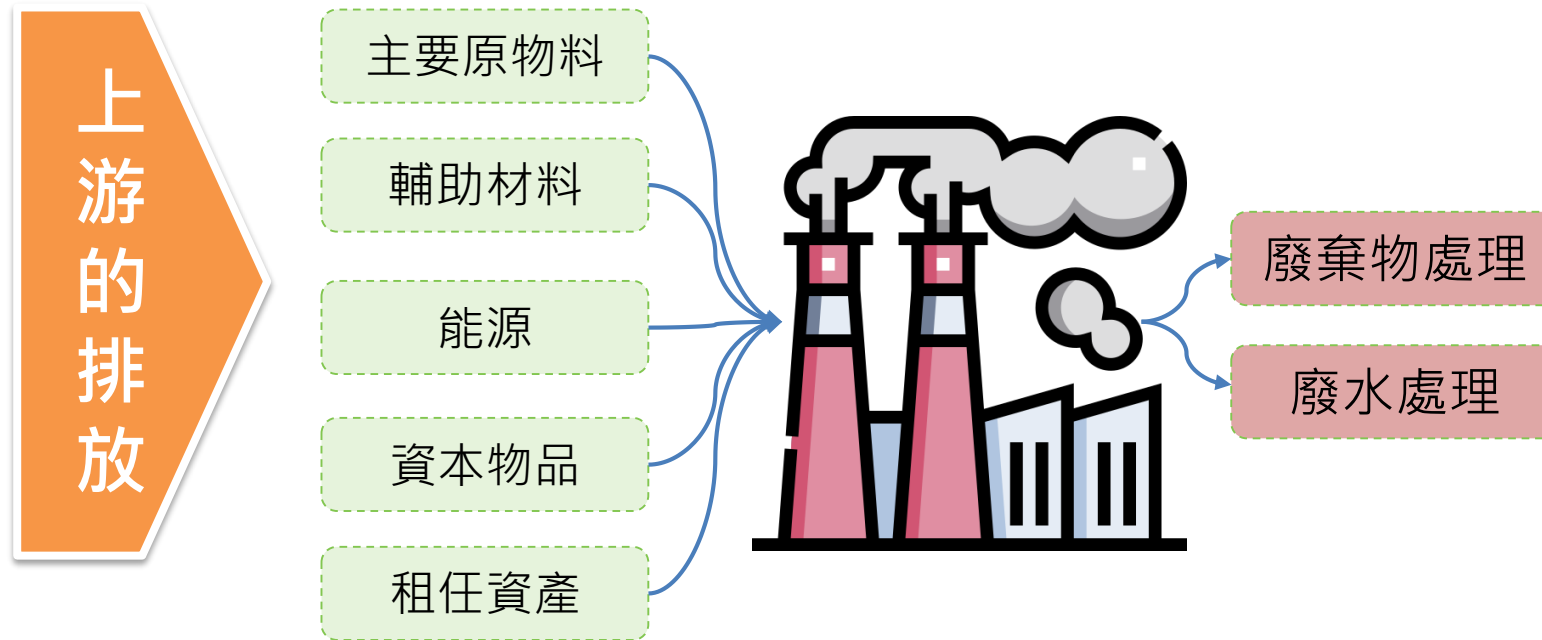 上游的排放
主要原物料
輔助材料
能源
資本物品
租任資產
廢棄物處理
廢水處理